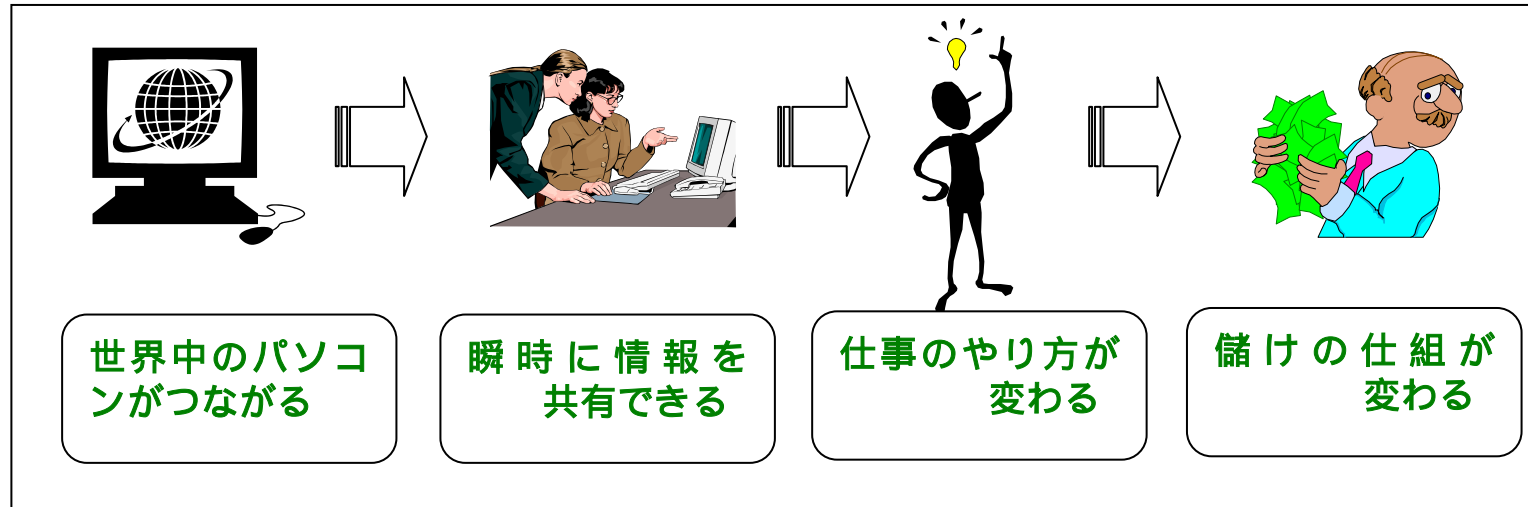 世界中のパソコ
ンがつながる
瞬時に情報を
共有できる
仕事のやり方が
変わる
儲けの仕組が
変わる